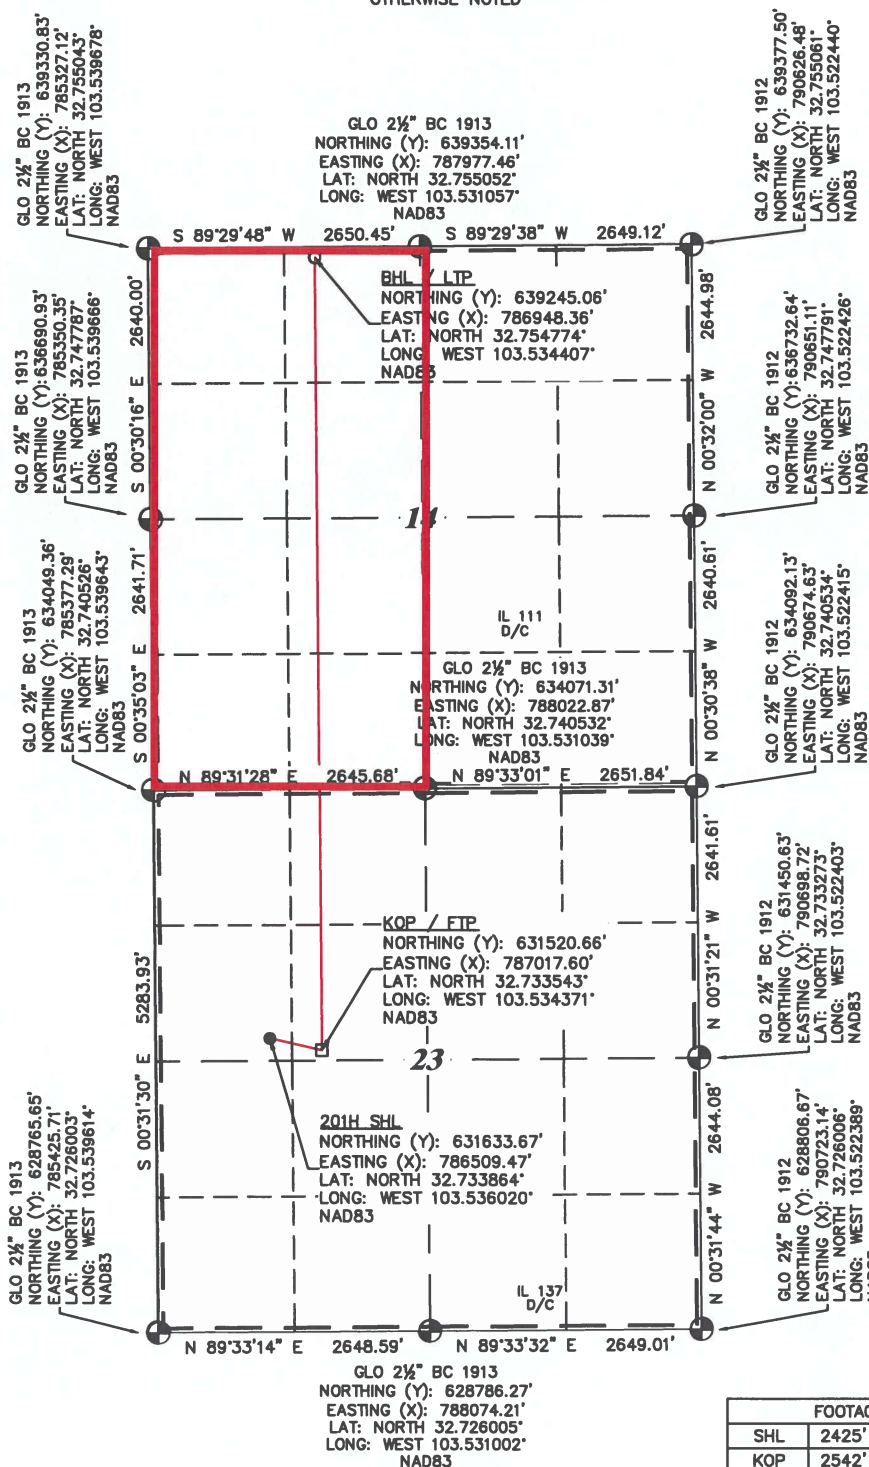 OTHERWISE NOTED
GLO 2½" BC 1913
NORTHING (Y): 639330.83'
EASTING (X): 785327.12'
LAT: NORTH 32.755043°
LONG: WEST 103.539678°
NAD83
GLO 2½" BC 1913
NORTHING (Y): 639354.11'
EASTING (X): 787977.46'
LAT: NORTH 32.755052°
LONG: WEST 103.531057°
NAD83
GLO 2½" BC 1912
NORTHING (Y): 639377.50'
EASTING (X): 790626.48'
LAT: NORTH 32.755061°
LONG: WEST 103.522440°
NAD83
S 89°29'48" W 2650.45'
S 89°29'38" W 2649.12'
BHL / LTP
NORTHING (Y): 639245.06'
EASTING (X): 786948.36'
LAT: NORTH 32.754774°
LONG: WEST 103.534407°
NAD83
S 00°30'16" E 2640.00'
N 00°32'00" W 2644.98'
GLO 2½" BC 1913
NORTHING (Y): 636690.93'
EASTING (X): 785350.35'
LAT: NORTH 32.747787°
LONG: WEST 103.539666°
NAD83
GLO 2½" BC 1912
NORTHING (Y): 636732.64'
EASTING (X): 790651.11'
LAT: NORTH 32.747791°
LONG: WEST 103.522426°
NAD83
14
S 00°35'03" E 2641.71'
N 00°30'38" W 2640.61'
IL 111
D/C
GLO 2½" BC 1913
NORTHING (Y): 634049.36'
EASTING (X): 785377.29'
LAT: NORTH 32.740526°
LONG: WEST 103.539643°
NAD83
GLO 2½" BC 1913
NORTHING (Y): 634071.31'
EASTING (X): 788022.87'
LAT: NORTH 32.740532°
LONG: WEST 103.531039°
NAD83
GLO 2½" BC 1912
NORTHING (Y): 634092.13'
EASTING (X): 790674.63'
LAT: NORTH 32.740534°
LONG: WEST 103.522415°
NAD83
N 89°31'28" E 2645.68'
N 89°33'01" E 2651.84'
KOP / FTP
NORTHING (Y): 631520.66'
EASTING (X): 787017.60'
LAT: NORTH 32.733543°
LONG: WEST 103.534371°
NAD83
S 00°31'30" E 5283.93'
N 00°31'21" W 2641.61'
GLO 2½" BC 1912
NORTHING (Y): 631450.63'
EASTING (X): 790698.72'
LAT: NORTH 32.733273°
LONG: WEST 103.522403°
NAD83
23
201H SHL
NORTHING (Y): 631633.67'
EASTING (X): 786509.47'
LAT: NORTH 32.733864°
LONG: WEST 103.536020°
NAD83
N 00°31'44" W 2644.08'
GLO 2½" BC 1913
NORTHING (Y): 628765.65'
EASTING (X): 785425.71'
LAT: NORTH 32.726003°
LONG: WEST 103.539614°
NAD83
GLO 2½" BC 1912
NORTHING (Y): 628806.67'
EASTING (X): 790723.14'
LAT: NORTH 32.726006°
LONG: WEST 103.522389°
IL 137
D/C
N 89°33'14" E 2648.59'
N 89°33'32" E 2649.01'
GLO 2½" BC 1913
NORTHING (Y): 628786.27'
EASTING (X): 788074.21'
LAT: NORTH 32.726005°
LONG: WEST 103.531002°
NAD83
FOOTAG
SHL 2425'
KOP 2542'